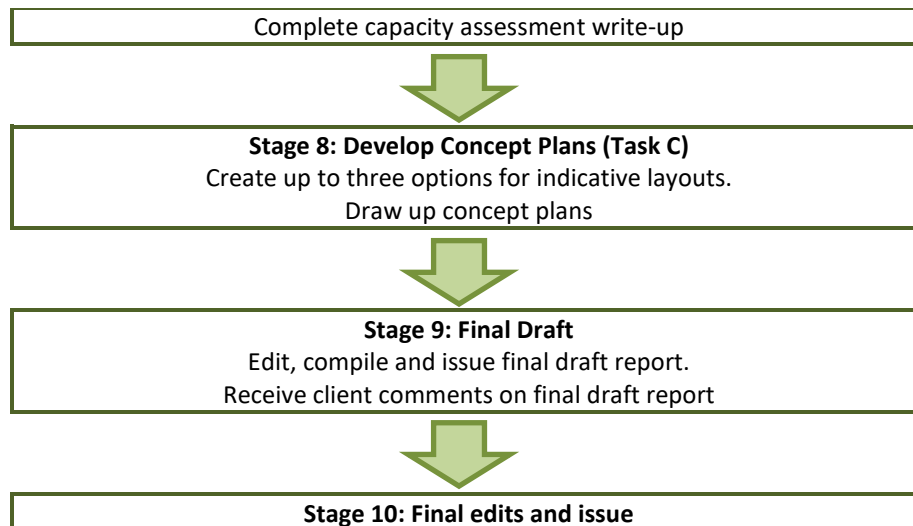 Complete capacity assessment write-up
Stage 8: Develop Concept Plans (Task C)
Create up to three options for indicative layouts.
Draw up concept plans
Stage 9: Final Draft
Edit, compile and issue final draft report.
Receive client comments on final draft report
Stage 10: Final edits and issue